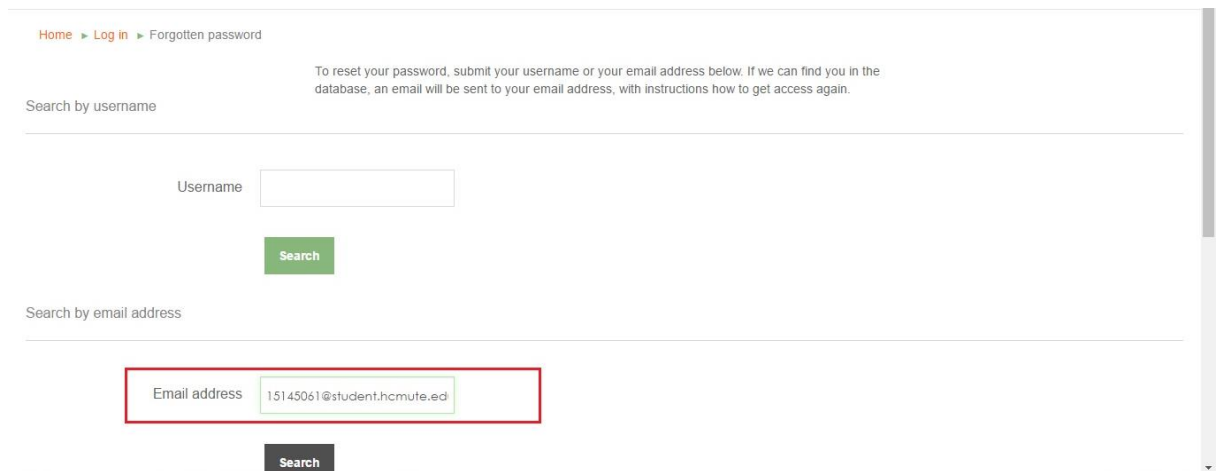 Home ► Log in ► Forgotten password
To reset your password, submit your username or your email address below. If we can find you in the
database, an email will be sent to your email address, with instructions how to get access again.
Search by username
Username
Search
Search by email address
Email address 15145061@student.hcmute.ed
Search